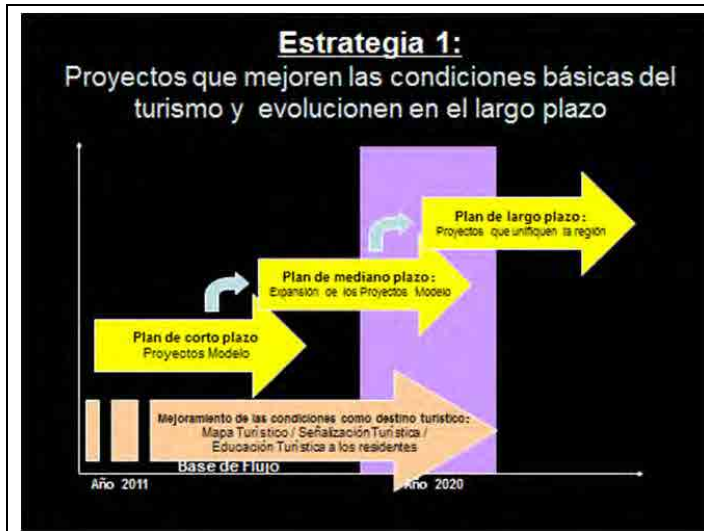 Estrategia 1:
Proyectos que mejoren las condiciones básicas del
turismo y evolucionen en el largo plazo
Plan de largo plazo:
Proyectos que unifiquen la región
Plan de mediano plazo:
Expansión de los Proyectos Modelo
Plan de corto plazo
Proyectos Modelo
Mejoramiento de las condiciones como destino turístico:
Mapa Turístico / Señalización Turística /
Educación Turística a los residentes
Base de Flujo
Año 2011
Año 2020